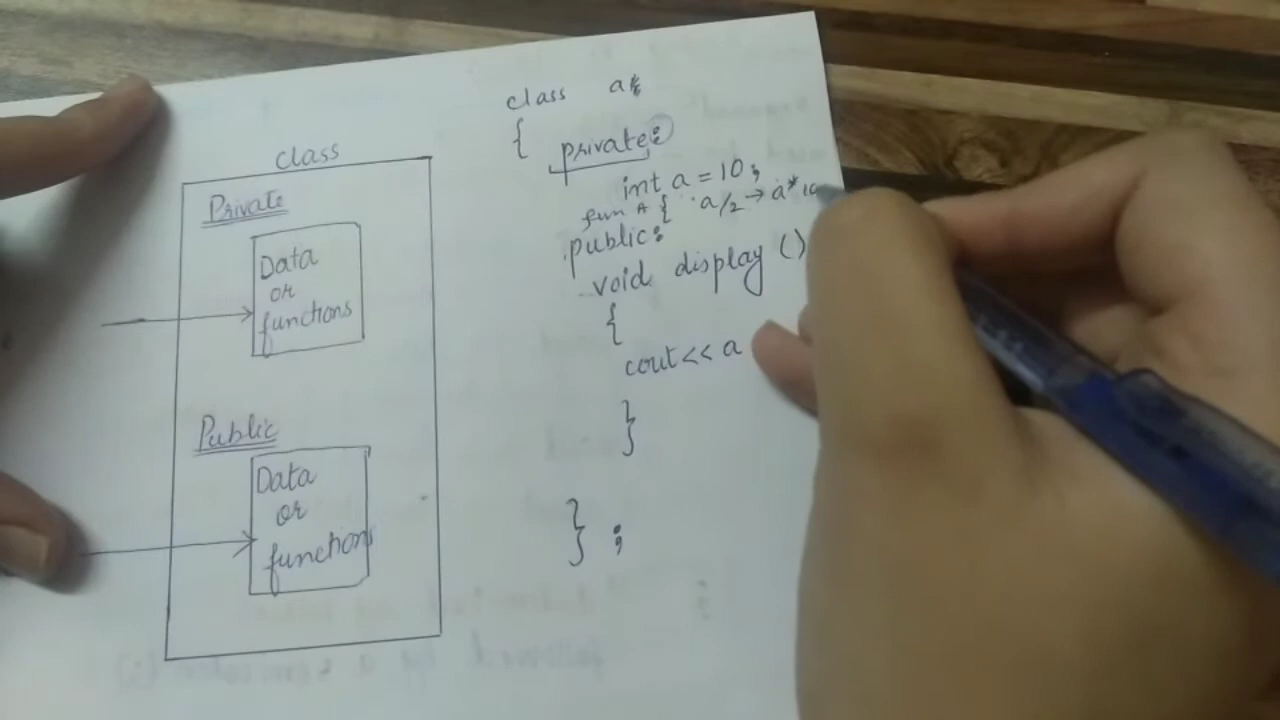 class
Private
Data
or
functions
Public
Data
or
functions
class a
{ private:
int a = 10;
fun A { a/2 → a*10
public:
void display ()
{
cout<< a
}
} ;